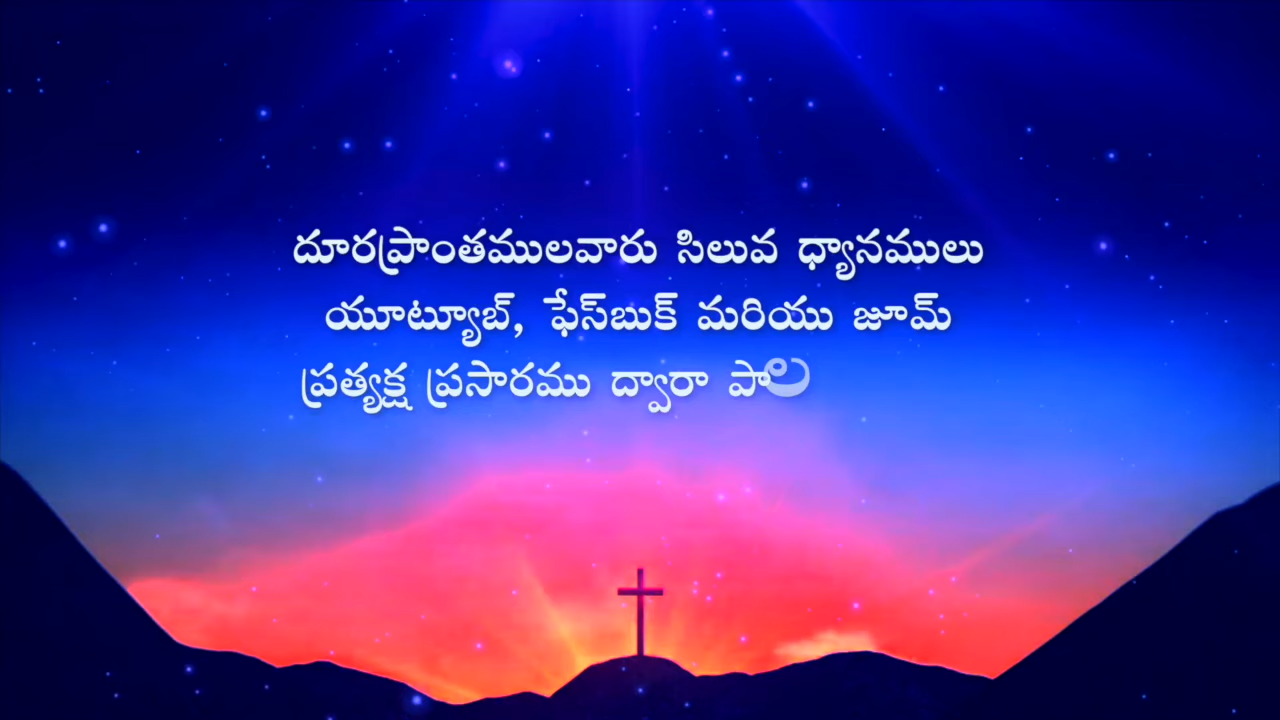 దూరప్రాంతములవారు సిలువ ధ్యానములు
యూట్యూబ్, ఫేస్‌బుక్ మరియు జూమ్
ప్రత్యక్ష ప్రసారము ద్వారా పాల